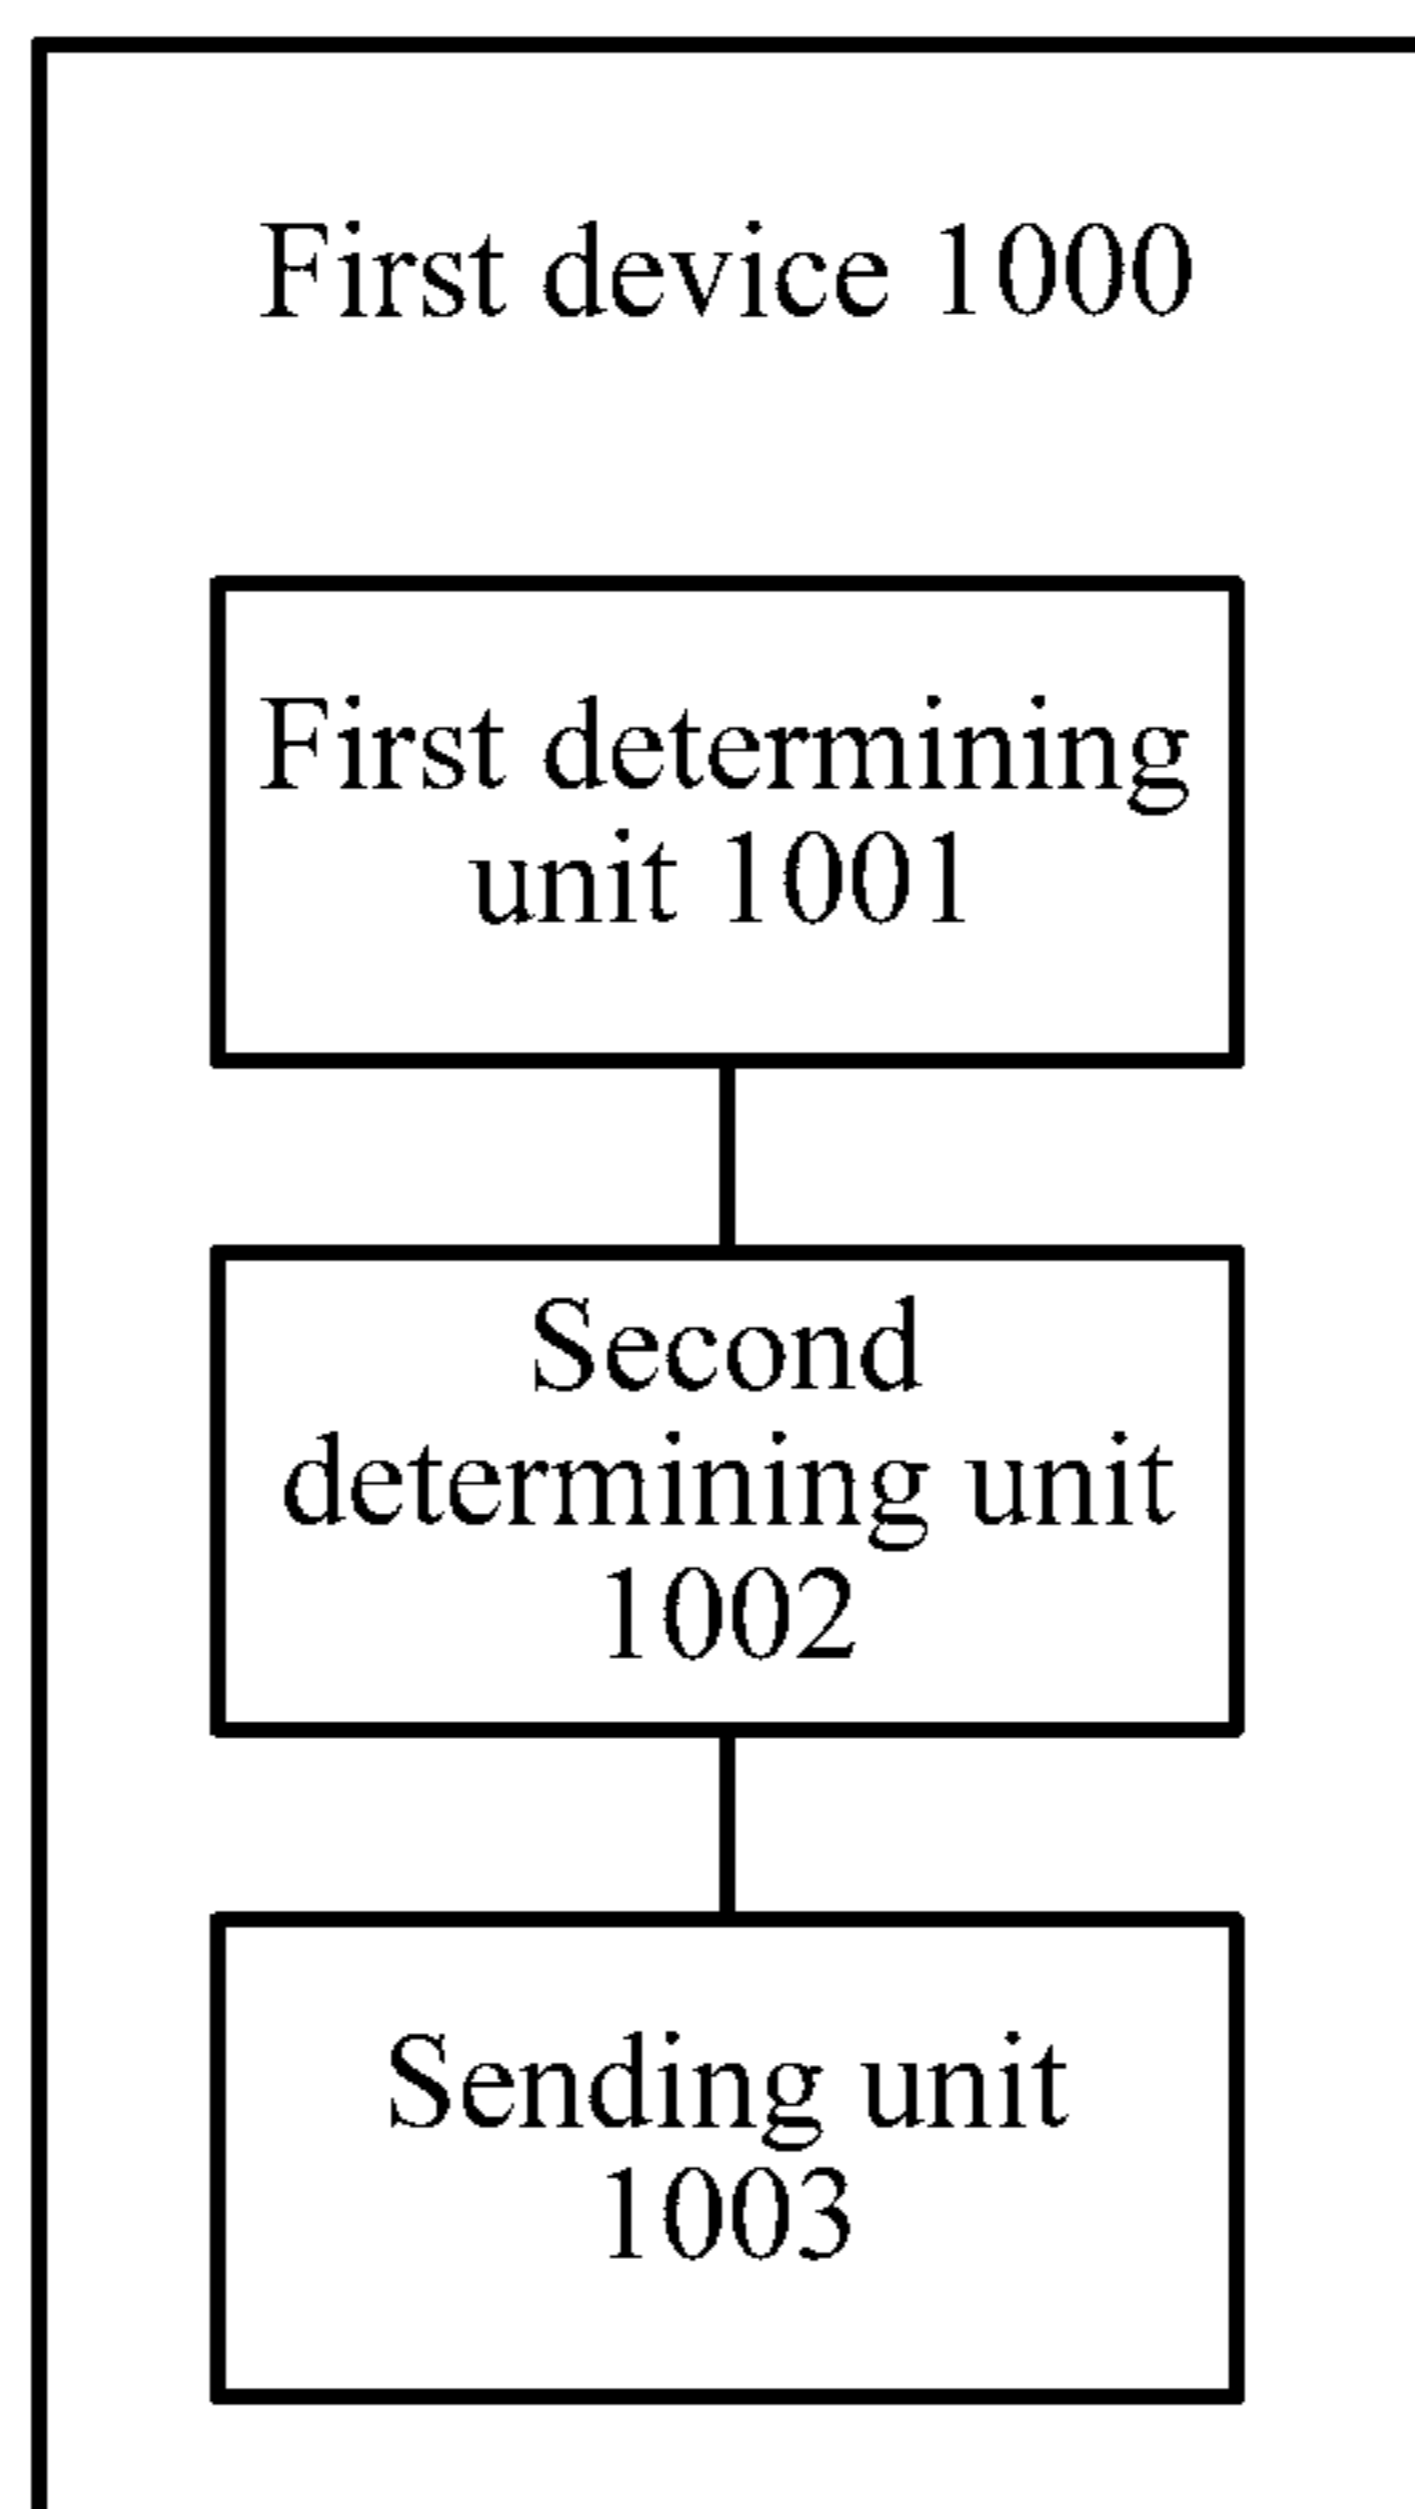 First device 1000
First determining
unit 1001
Second
determining unit
1002
Sending unit
1003